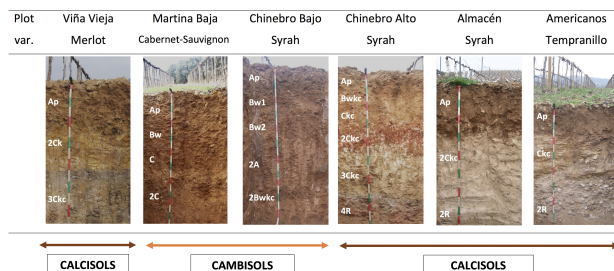 Plot Viña Vieja Martina Baja Chinebro Bajo Chinebro Alto Almacén Americanos
var. Merlot Cabernet-Sauvignon Syrah Syrah Syrah Tempranillo
Ap
2Ck
3Ckc
Ap
Bw
C
2C
Ap
Bw1
Bw2
2A
2Bwkc
Ap
Bwkc
Ckc
2Ckc
3Ckc
4R
Ap
2Ckc
2R
Ap
Ckc
2R
CALCISOLS CAMBISOLS CALCISOLS